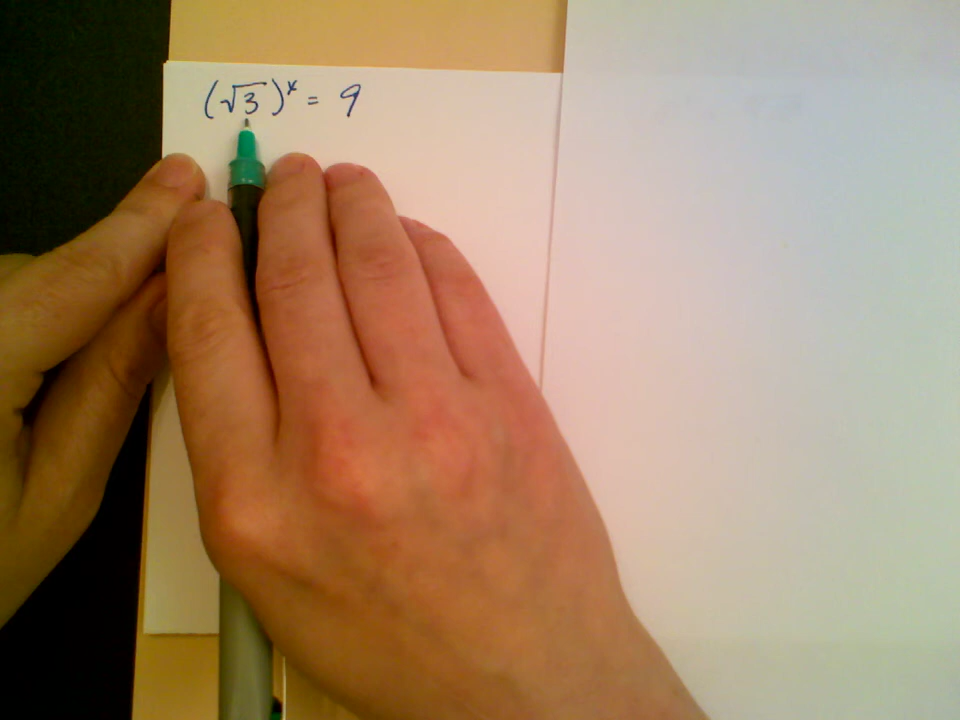 (√3)ˣ = 9